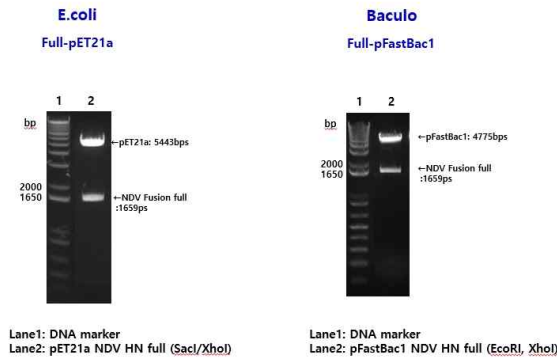 E.coli
Full-pET21a
1 2
bp
←pET21a: 5443bps
2000
1650
←NDV Fusion full
:1659ps
Lane1: DNA marker
Lane2: pET21a NDV HN full (SacI/XhoI)
Baculo
Full-pFastBac1
1 2
bp
←pFastBac1: 4775bps
2000
1650
←NDV Fusion full
:1659ps
Lane1: DNA marker
Lane2: pFastBac1 NDV HN full (EcoRI, XhoI)